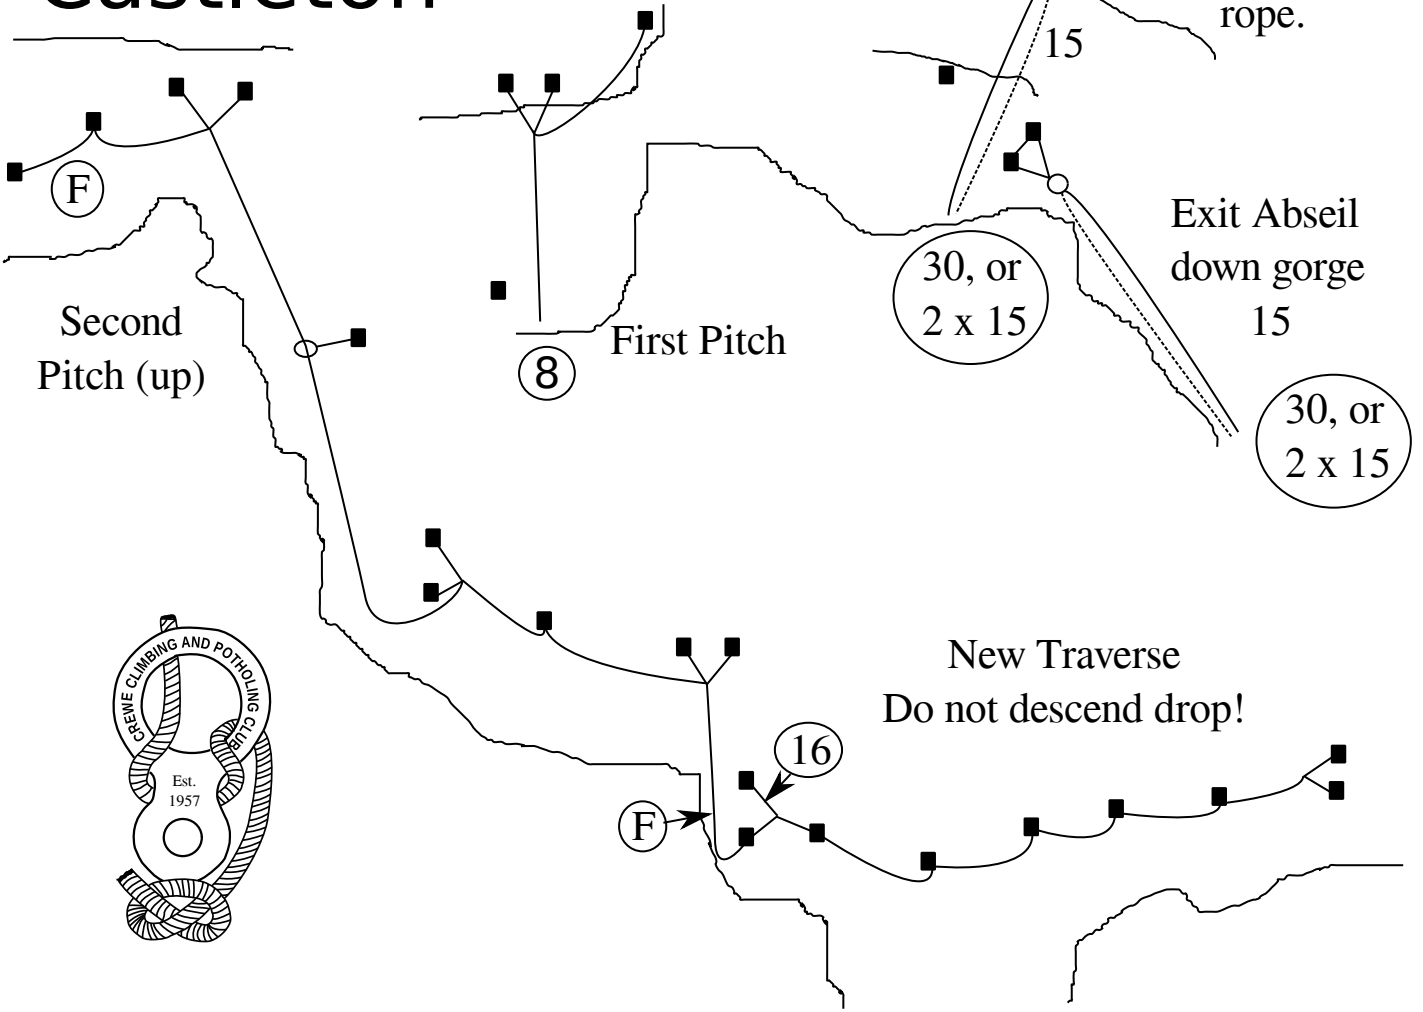 Castleton
rope.
15
F
Exit Abseil
down gorge
15
30, or
2 x 15
Second
Pitch (up)
First Pitch
8
30, or
2 x 15
CREWE CLIMBING AND POTHOLING CLUB
Est.
1957
New Traverse
Do not descend drop!
16
F